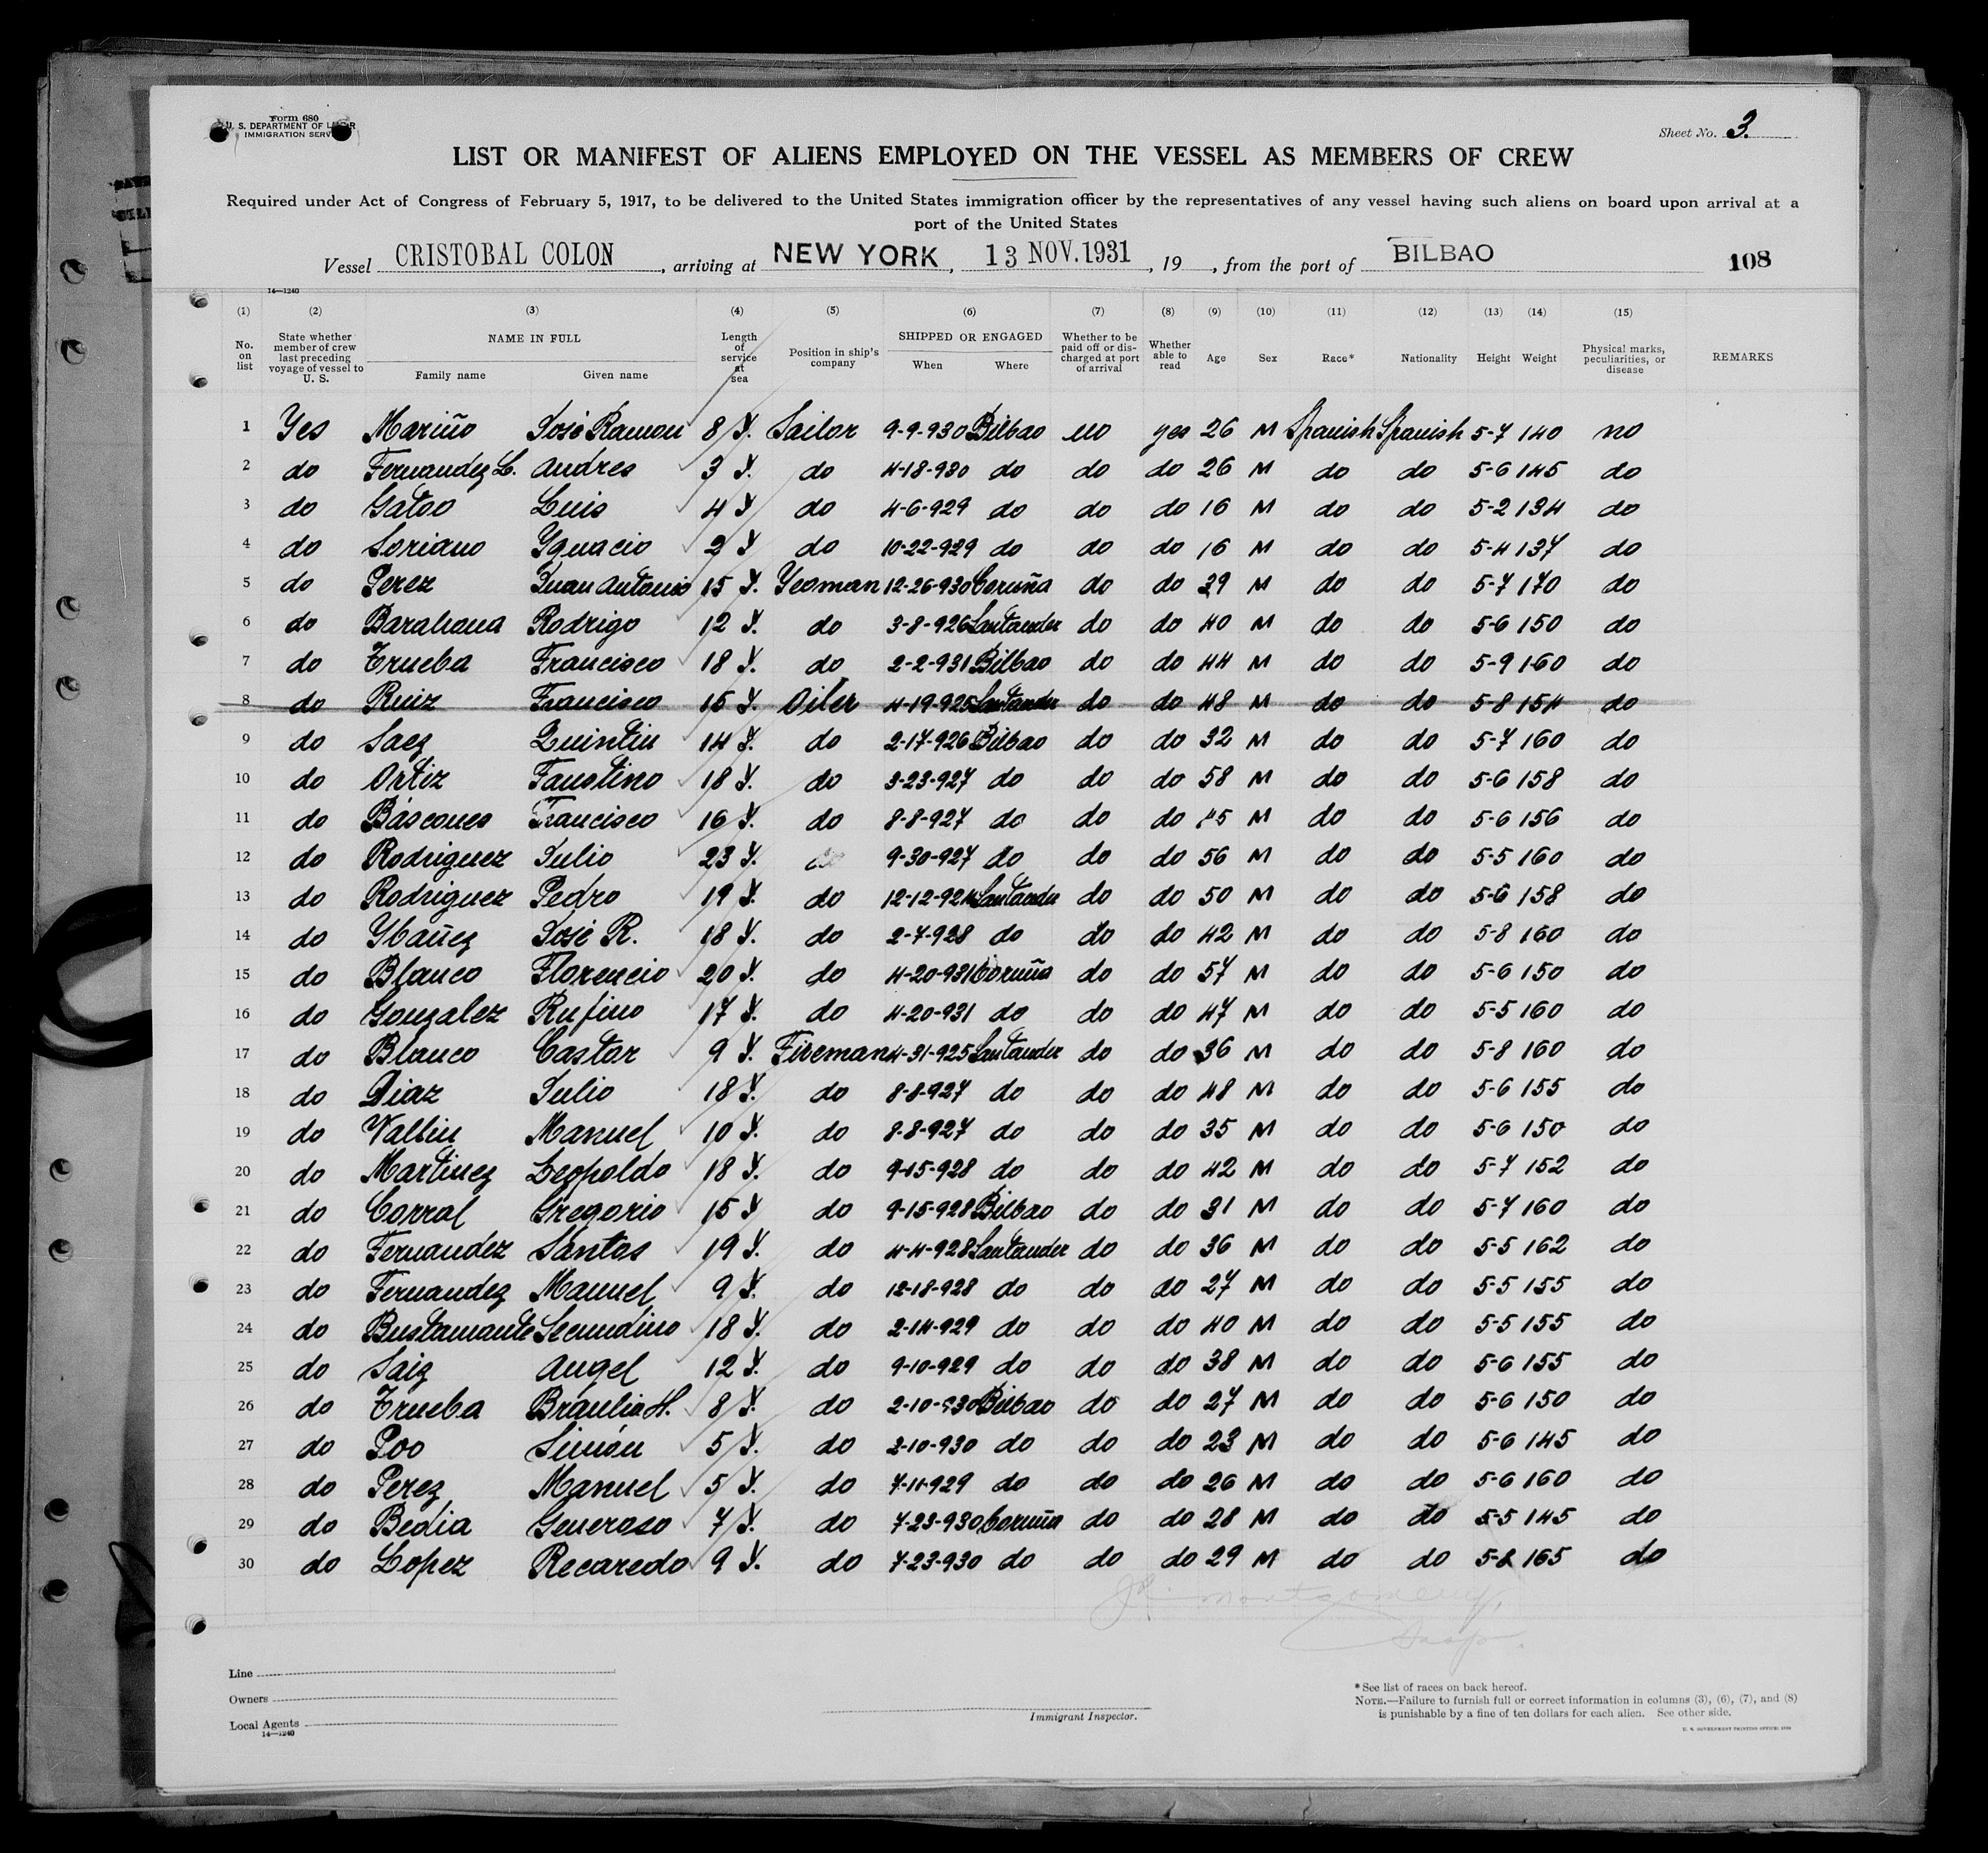 Form 680
U. S. DEPARTMENT OF LABOR
IMMIGRATION SERV
Sheet No. 3.
LIST OR MANIFEST OF ALIENS EMPLOYED ON THE VESSEL AS MEMBERS OF CREW
Required under Act of Congress of February 5, 1917, to be delivered to the United States immigration officer by the representatives of any vessel having such aliens on board upon arrival at a
port of the United States
Vessel CRISTOBAL COLON, arriving at NEW YORK, 13 NOV. 1931, 19 , from the port of BILBAO 108
14—1240
(1) (2) (3) (4) (5) (6) (7) (8) (9) (10) (11) (12) (13) (14) (15)
No. on list State whether member of crew last preceding voyage of vessel to U. S. NAME IN FULL Family name Given name Length of service at sea Position in ship's company SHIPPED OR ENGAGED When Where Whether to be paid off or discharged at port of arrival Whether able to read Age Sex Race* Nationality Height Weight Physical marks, peculiarities, or disease REMARKS
1 Yes Mariño José Ramon 8 Y. Sailor 9-9-930 Bilbao no yes 26 M Spanish Spanish 5-7 140 no
2 do Fernandez L. Andres 3 Y. do 4-18-930 do do do 26 M do do 5-6 145 do
3 do Gatoo Luis 4 Y do 4-6-929 do do do 16 M do do 5-2 134 do
4 do Soriano Ygnacio 2 Y do 10-22-929 do do do 16 M do do 5-4 137 do
5 do Perez Juan Antonio 15 Y. Yeoman 12-26-930 Coruña do do 39 M do do 5-7 170 do
6 do Barahona Rodrigo 12 Y. do 3-8-926 Santander do do 40 M do do 5-6 150 do
7 do Trueba Francisco 18 Y. do 2-2-931 Bilbao do do 44 M do do 5-9 160 do
8 do Ruiz Francisco 15 Y. Oiler 4-19-925 Santander do do 48 M do do 5-8 154 do
9 do Saez Quintin 14 Y. do 2-17-926 Bilbao do do 32 M do do 5-7 160 do
10 do Ortiz Faustino 18 Y. do 3-23-927 do do do 58 M do do 5-6 158 do
11 do Báscones Francisco 16 Y. do 8-8-927 do do do 45 M do do 5-6 156 do
12 do Rodriguez Julio 23 Y. do 9-30-927 do do do 56 M do do 5-5 160 do
13 do Rodriguez Pedro 19 Y. do 12-12-924 Santander do do 50 M do do 5-6 158 do
14 do Ybañez José R. 18 Y. do 2-7-928 do do do 42 M do do 5-8 160 do
15 do Blanco Florencio 20 Y. do 4-20-931 Coruña do do 57 M do do 5-6 150 do
16 do Gonzalez Rufino 17 Y. do 4-20-931 do do do 47 M do do 5-5 160 do
17 do Blanco Castor 9 Y. Fireman 4-31-925 Santander do do 36 M do do 5-8 160 do
18 do Diaz Julio 18 Y. do 8-8-927 do do do 48 M do do 5-6 155 do
19 do Vallin Manuel 10 Y. do 8-8-927 do do do 35 M do do 5-6 150 do
20 do Martinez Leopoldo 18 Y. do 9-15-928 do do do 42 M do do 5-7 152 do
21 do Corral Gregorio 15 Y do 9-15-928 Bilbao do do 31 M do do 5-7 160 do
22 do Fernandez Santos 19 Y. do 4-4-928 Santander do do 36 M do do 5-5 162 do
23 do Fernandez Manuel 9 Y. do 12-18-928 do do do 27 M do do 5-5 155 do
24 do Bustamante Secundino 18 Y. do 2-14-929 do do do 40 M do do 5-5 155 do
25 do Saiz Angel 12 Y. do 9-10-929 do do do 38 M do do 5-6 155 do
26 do Trueba Braulio H. 8 Y. do 2-10-930 Bilbao do do 27 M do do 5-6 150 do
27 do Poo Simón 5 Y. do 2-10-930 do do do 23 M do do 5-6 145 do
28 do Perez Manuel 5 Y. do 7-11-929 do do do 26 M do do 5-6 160 do
29 do Bedia Generoso 7 Y. do 7-23-930 Coruña do do 28 M do do 5-5 145 do
30 do Lopez Recaredo 9 Y. do 7-23-930 do do do 29 M do do 5-8 165 do
Montgomery,
Insp.
Line
Owners
Local Agents
14—1240
Immigrant Inspector.
* See list of races on back hereof.
NOTE.—Failure to furnish full or correct information in columns (3), (6), (7), and (8)
is punishable by a fine of ten dollars for each alien. See other side.